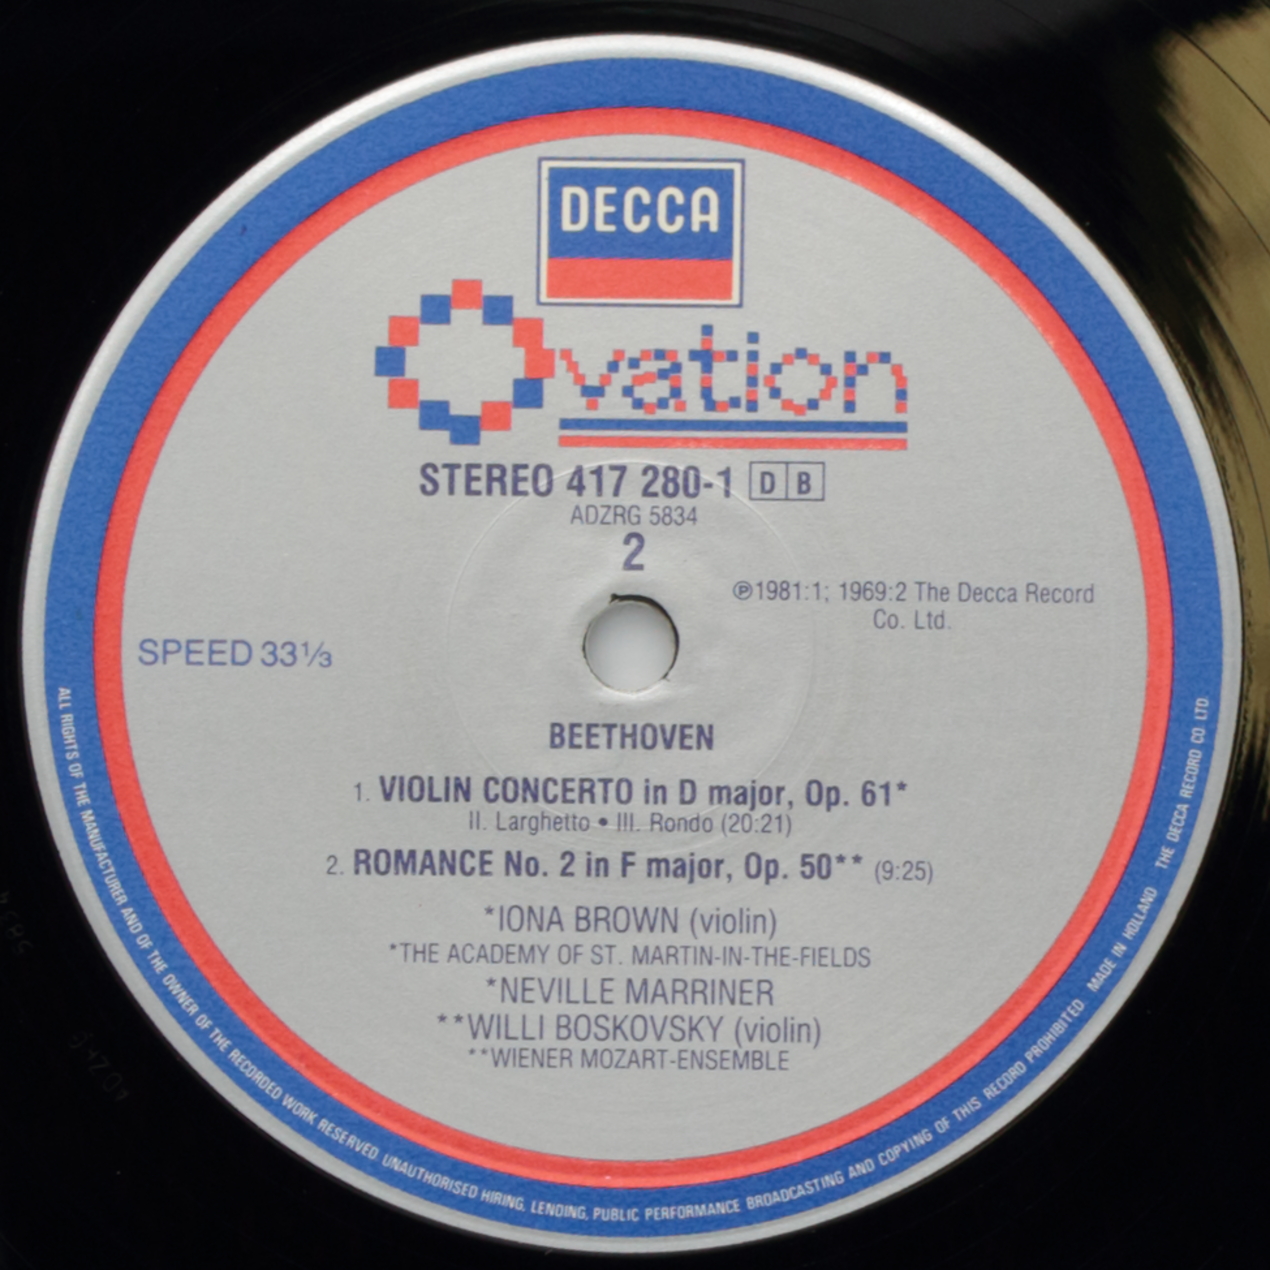 DECCA
Ovation
STEREO 417 280-1 D B
ADZRG 5834
2
℗1981:1; 1969:2 The Decca Record
Co. Ltd.
SPEED 33⅓
BEETHOVEN
1. VIOLIN CONCERTO in D major, Op. 61*
II. Larghetto • III. Rondo (20:21)
2. ROMANCE No. 2 in F major, Op. 50** (9:25)
*IONA BROWN (violin)
*THE ACADEMY OF ST. MARTIN-IN-THE-FIELDS
*NEVILLE MARRINER
**WILLI BOSKOVSKY (violin)
**WIENER MOZART-ENSEMBLE
ALL RIGHTS OF THE MANUFACTURER AND OF THE OWNER OF THE RECORDED WORK RESERVED UNAUTHORISED HIRING, LENDING, PUBLIC PERFORMANCE BROADCASTING AND COPYING OF THIS RECORD PROHIBITED MADE IN HOLLAND THE DECCA RECORD CO. LTD.